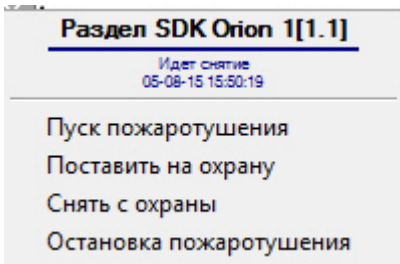 Раздел SDK Orion 1[1.1]
Идет снятие
05-08-15 15:50:19
Пуск пожаротушения
Поставить на охрану
Снять с охраны
Остановка пожаротушения